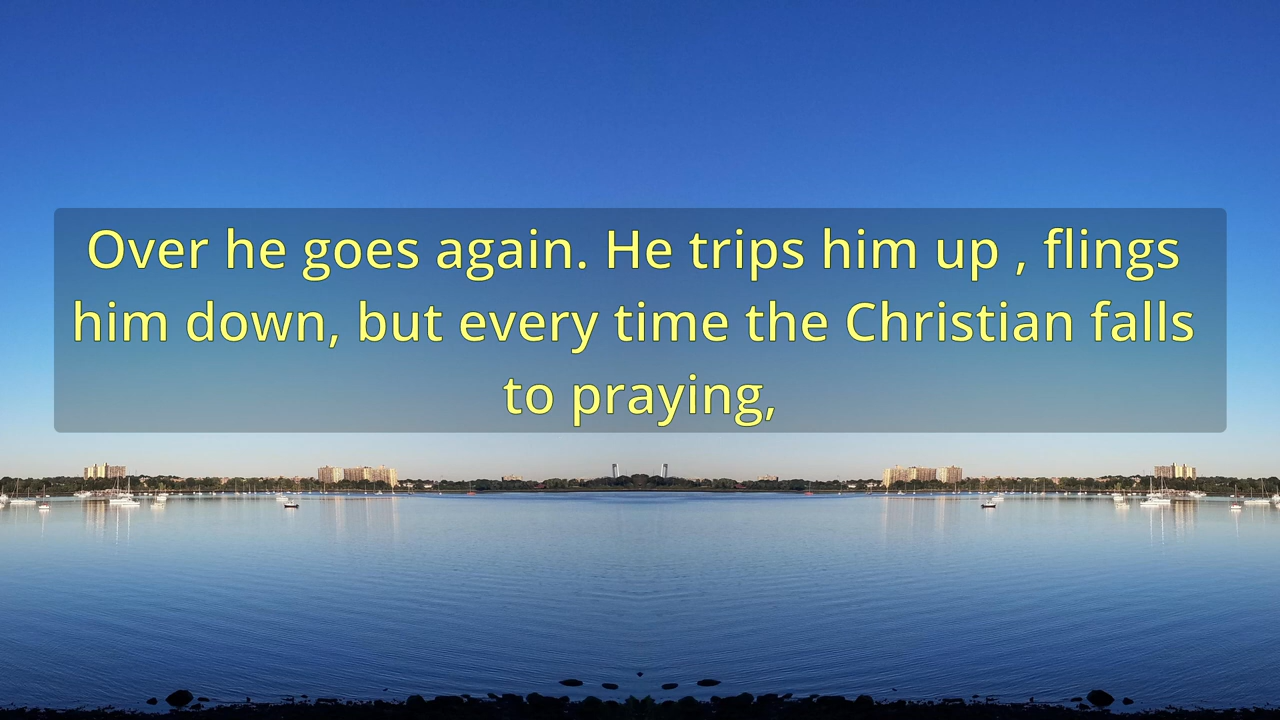 Over he goes again. He trips him up , flings
him down, but every time the Christian falls
to praying,